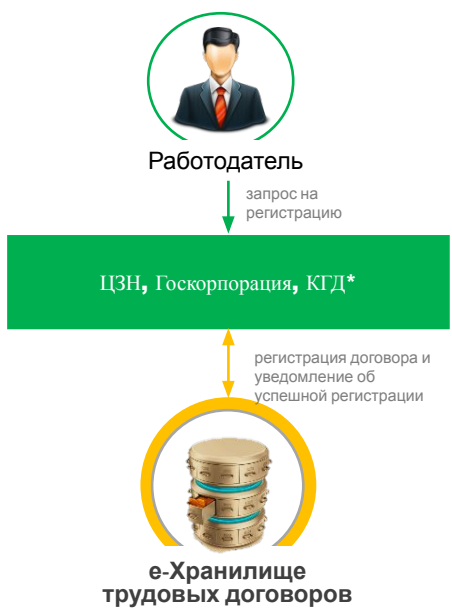 Работодатель
запрос на
регистрацию
ЦЗН, Госкорпорация, КГД*
регистрация договора и
уведомление об
успешной регистрации
е-Хранилище
трудовых договоров